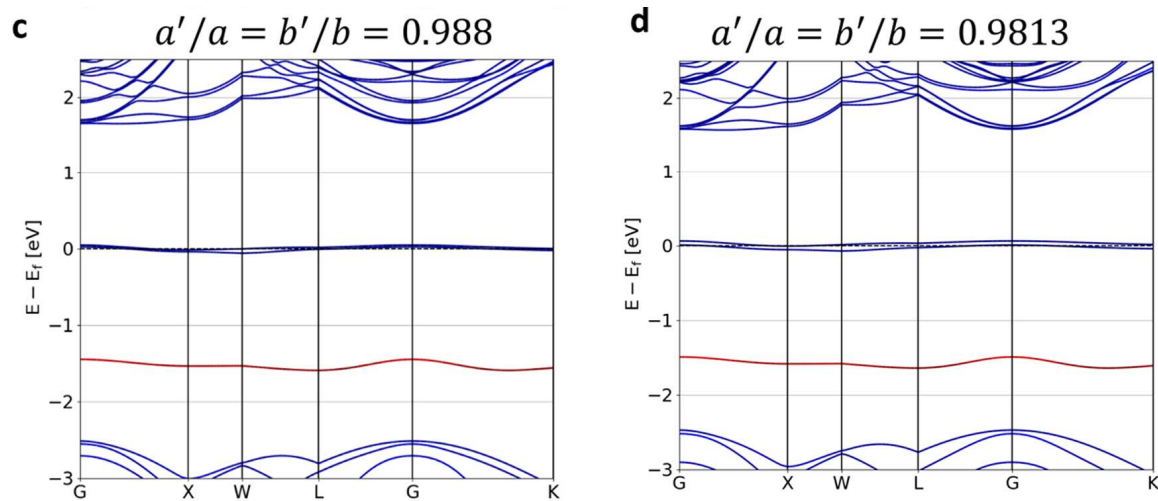 c
a′/a = b′/b = 0.988
2
1
0
−1
−2
−3
E − E_f [eV]
G X W L G K
d
a′/a = b′/b = 0.9813
2
1
0
−1
−2
−3
E − E_f [eV]
G X W L G K